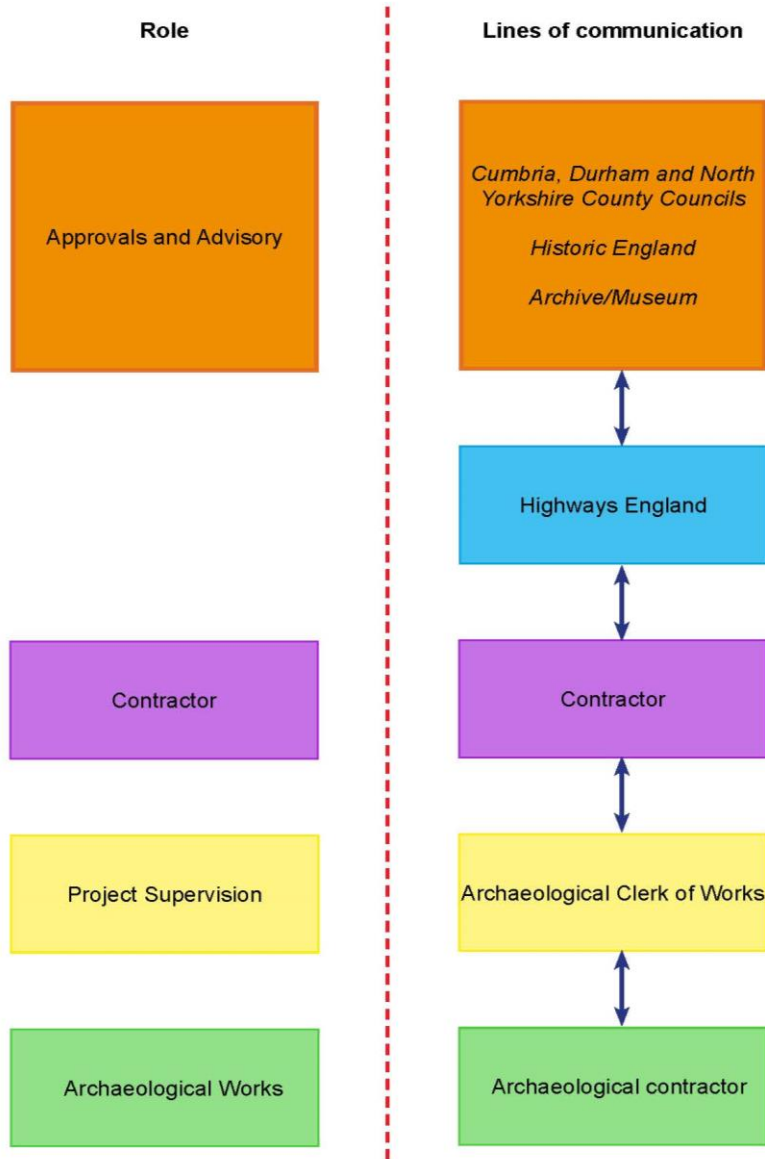 Role
Lines of communication
Approvals and Advisory
Cumbria, Durham and North
Yorkshire County Councils
Historic England
Archive/Museum
Highways England
Contractor
Contractor
Project Supervision
Archaeological Clerk of Works
Archaeological Works
Archaeological contractor